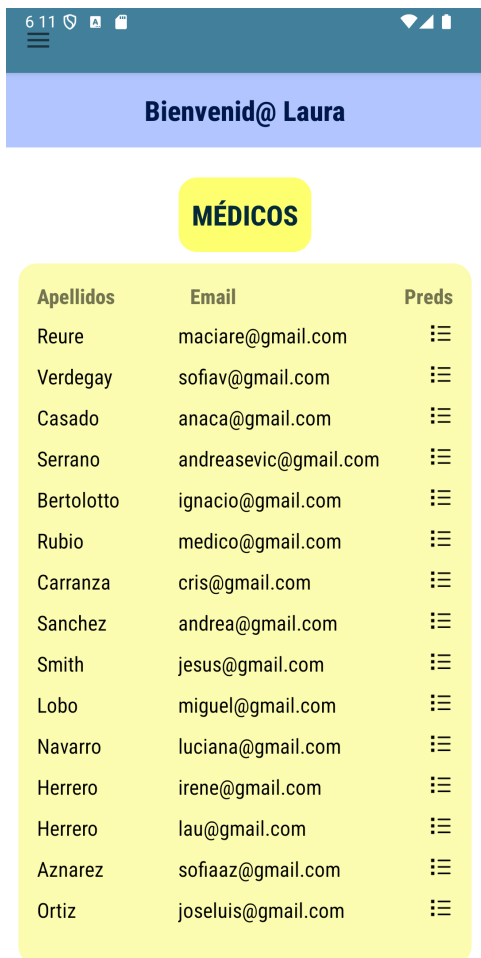 6 11 A
Bienvenid@ Laura
MÉDICOS
Apellidos Email Preds
Reure maciare@gmail.com
Verdegay sofiav@gmail.com
Casado anaca@gmail.com
Serrano andreasevic@gmail.com
Bertolotto ignacio@gmail.com
Rubio medico@gmail.com
Carranza cris@gmail.com
Sanchez andrea@gmail.com
Smith jesus@gmail.com
Lobo miguel@gmail.com
Navarro luciana@gmail.com
Herrero irene@gmail.com
Herrero lau@gmail.com
Aznarez sofiaaz@gmail.com
Ortiz joseluis@gmail.com